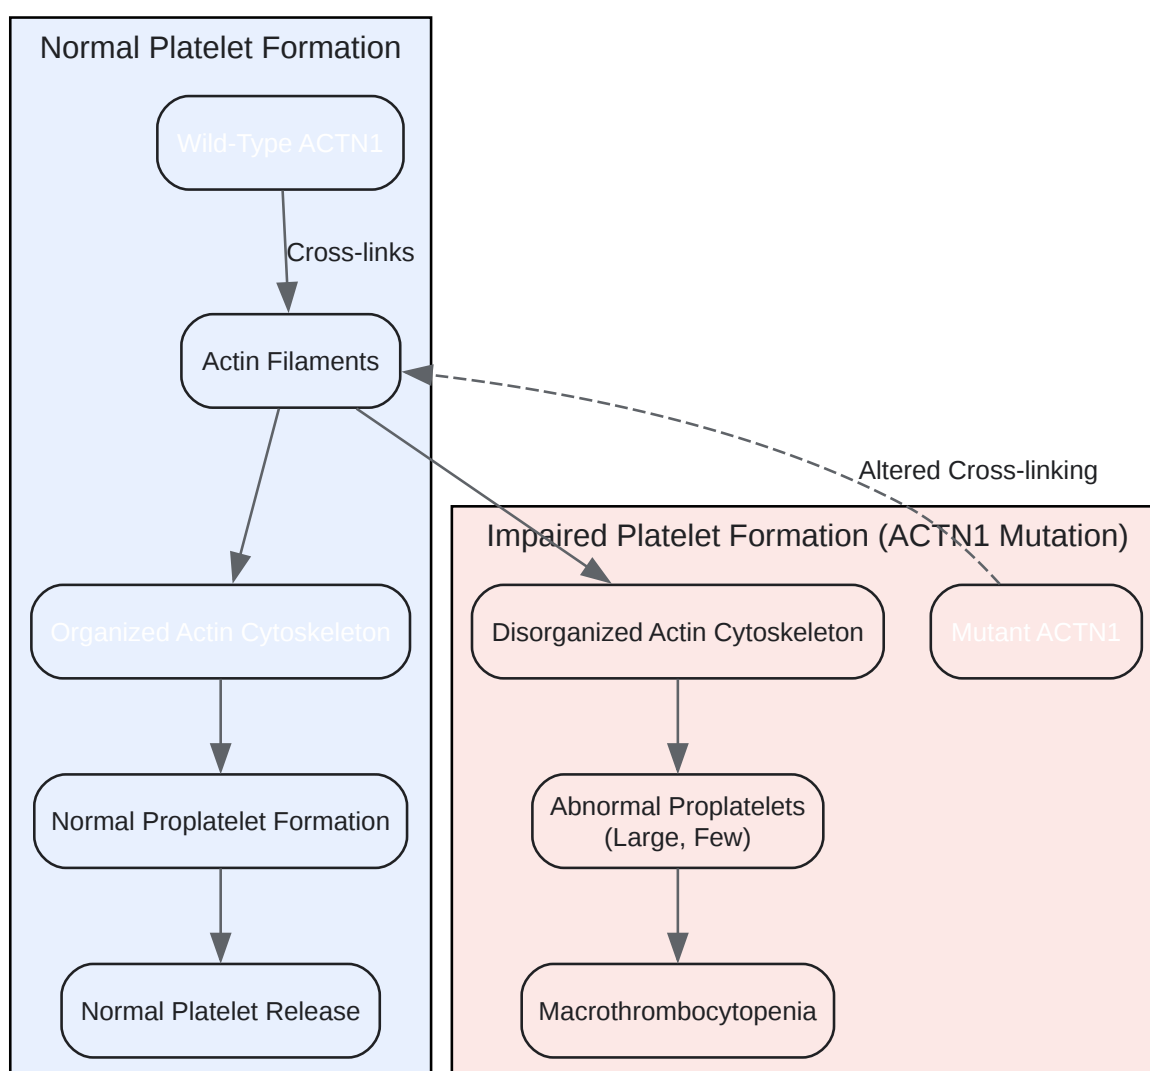 Normal Platelet Formation
Wild-Type ACTN1
Cross-links
Actin Filaments
Altered Cross-linking
Impaired Platelet Formation (ACTN1 Mutation)
Organized Actin Cytoskeleton
Disorganized Actin Cytoskeleton
Mutant ACTN1
Normal Proplatelet Formation
Abnormal Proplatelets
(Large, Few)
Normal Platelet Release
Macrothrombocytopenia